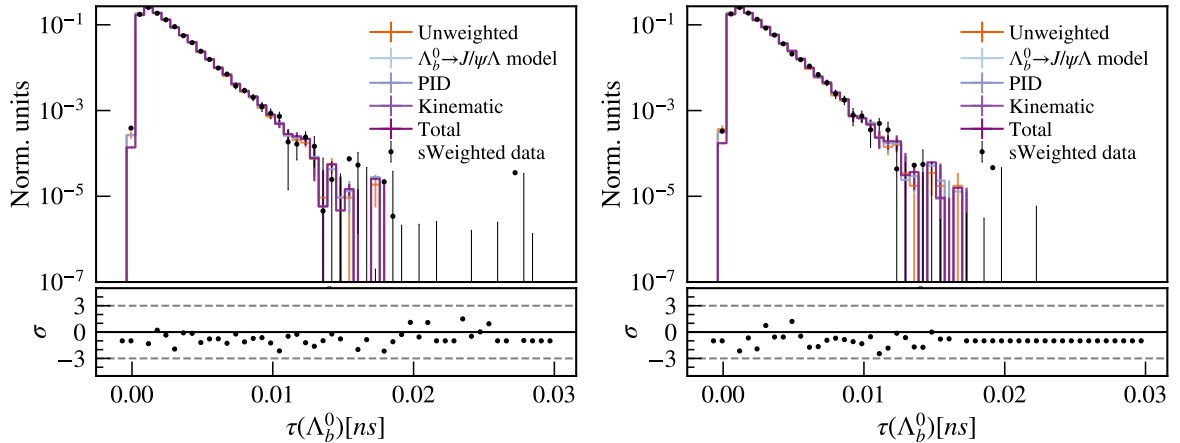 10⁻¹
10⁻³
10⁻⁵
10⁻⁷
Norm. units
Unweighted
Λ_b^0→J/ψΛ model
PID
Kinematic
Total
sWeighted data
3
0
−3
σ
0.00
0.01
0.02
0.03
τ(Λ_b^0)[ns]
10⁻¹
10⁻³
10⁻⁵
10⁻⁷
Norm. units
Unweighted
Λ_b^0→J/ψΛ model
PID
Kinematic
Total
sWeighted data
3
0
−3
σ
0.00
0.01
0.02
0.03
τ(Λ_b^0)[ns]